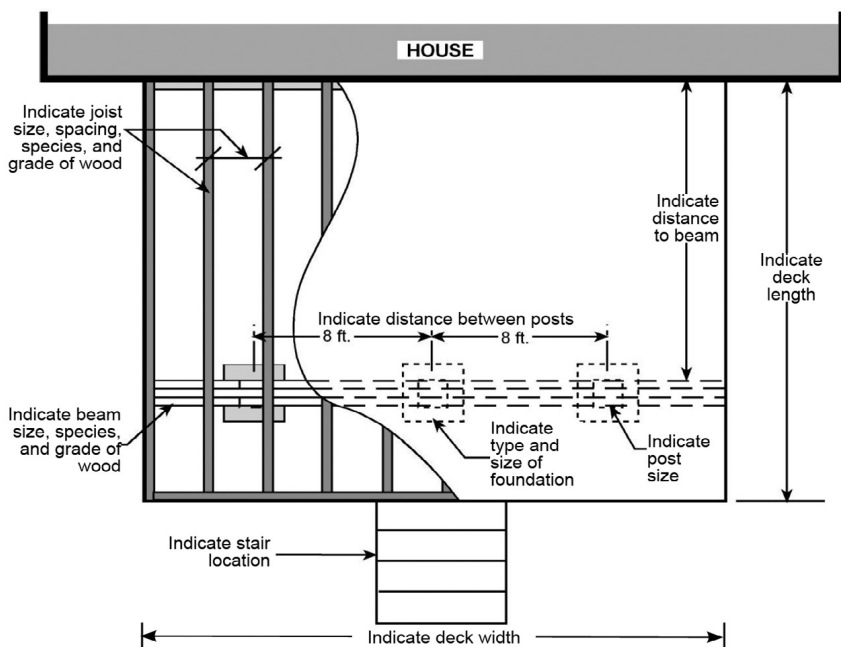 HOUSE
Indicate joist
size, spacing,
species, and
grade of wood
Indicate
distance
to beam
Indicate
deck
length
Indicate distance between posts
8 ft.
8 ft.
Indicate beam
size, species,
and grade of
wood
Indicate
type and
size of
foundation
Indicate
post
size
Indicate stair
location
Indicate deck width